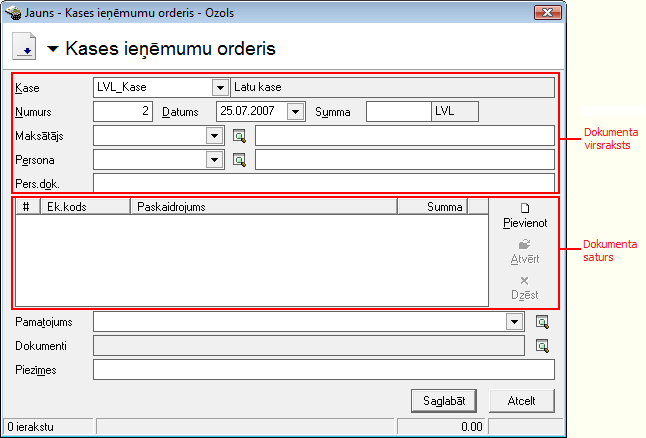 Jauns - Kases ieņēmumu orderis - Ozols
Kases ieņēmumu orderis
Kase LVL_Kase Latu kase
Numurs 2 Datums 25.07.2007 Summa LVL
Maksātājs
Persona
Pers.dok.
Dokumenta
virsraksts
# Ek.kods Paskaidrojums Summa
Pievienot
Atvērt
Dzēst
Dokumenta
saturs
Pamatojums
Dokumenti
Piezīmes
Saglabāt Atcelt
0 ierakstu 0.00